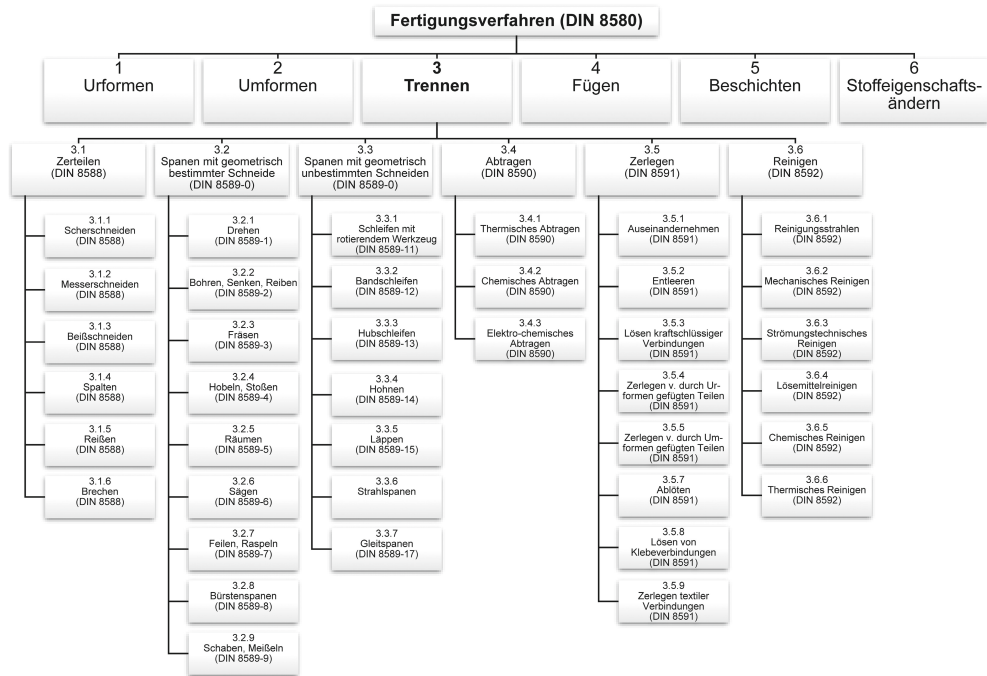 Fertigungsverfahren (DIN 8580)
1
Urformen
2
Umformen
3
Trennen
4
Fügen
5
Beschichten
6
Stoffeigenschafts-
ändern
3.1
Zerteilen
(DIN 8588)
3.1.1
Scherschneiden
(DIN 8588)
3.1.2
Messerschneiden
(DIN 8588)
3.1.3
Beißschneiden
(DIN 8588)
3.1.4
Spalten
(DIN 8588)
3.1.5
Reißen
(DIN 8588)
3.1.6
Brechen
(DIN 8588)
3.2
Spanen mit geometrisch
bestimmter Schneide
(DIN 8589-0)
3.2.1
Drehen
(DIN 8589-1)
3.2.2
Bohren, Senken, Reiben
(DIN 8589-2)
3.2.3
Fräsen
(DIN 8589-3)
3.2.4
Hobeln, Stoßen
(DIN 8589-4)
3.2.5
Räumen
(DIN 8589-5)
3.2.6
Sägen
(DIN 8589-6)
3.2.7
Feilen, Raspeln
(DIN 8589-7)
3.2.8
Bürstenspanen
(DIN 8589-8)
3.2.9
Schaben, Meißeln
(DIN 8589-9)
3.3
Spanen mit geometrisch
unbestimmten Schneiden
(DIN 8589-0)
3.3.1
Schleifen mit
rotierendem Werkzeug
(DIN 8589-11)
3.3.2
Bandschleifen
(DIN 8589-12)
3.3.3
Hubschleifen
(DIN 8589-13)
3.3.4
Hohnen
(DIN 8589-14)
3.3.5
Läppen
(DIN 8589-15)
3.3.6
Strahlspanen
3.3.7
Gleitspanen
(DIN 8589-17)
3.4
Abtragen
(DIN 8590)
3.4.1
Thermisches Abtragen
(DIN 8590)
3.4.2
Chemisches Abtragen
(DIN 8590)
3.4.3
Elektro-chemisches
Abtragen
(DIN 8590)
3.5
Zerlegen
(DIN 8591)
3.5.1
Auseinandernehmen
(DIN 8591)
3.5.2
Entleeren
(DIN 8591)
3.5.3
Lösen kraftschlüssiger
Verbindungen
(DIN 8591)
3.5.4
Zerlegen v. durch Ur-
formen gefügten Teilen
(DIN 8591)
3.5.5
Zerlegen v. durch Um-
formen gefügten Teilen
(DIN 8591)
3.5.7
Ablöten
(DIN 8591)
3.5.8
Lösen von
Klebeverbindungen
(DIN 8591)
3.5.9
Zerlegen textiler
Verbindungen
(DIN 8591)
3.6
Reinigen
(DIN 8592)
3.6.1
Reinigungsstrahlen
(DIN 8592)
3.6.2
Mechanisches Reinigen
(DIN 8592)
3.6.3
Strömungstechnisches
Reinigen
(DIN 8592)
3.6.4
Lösemittelreinigen
(DIN 8592)
3.6.5
Chemisches Reinigen
(DIN 8592)
3.6.6
Thermisches Reinigen
(DIN 8592)